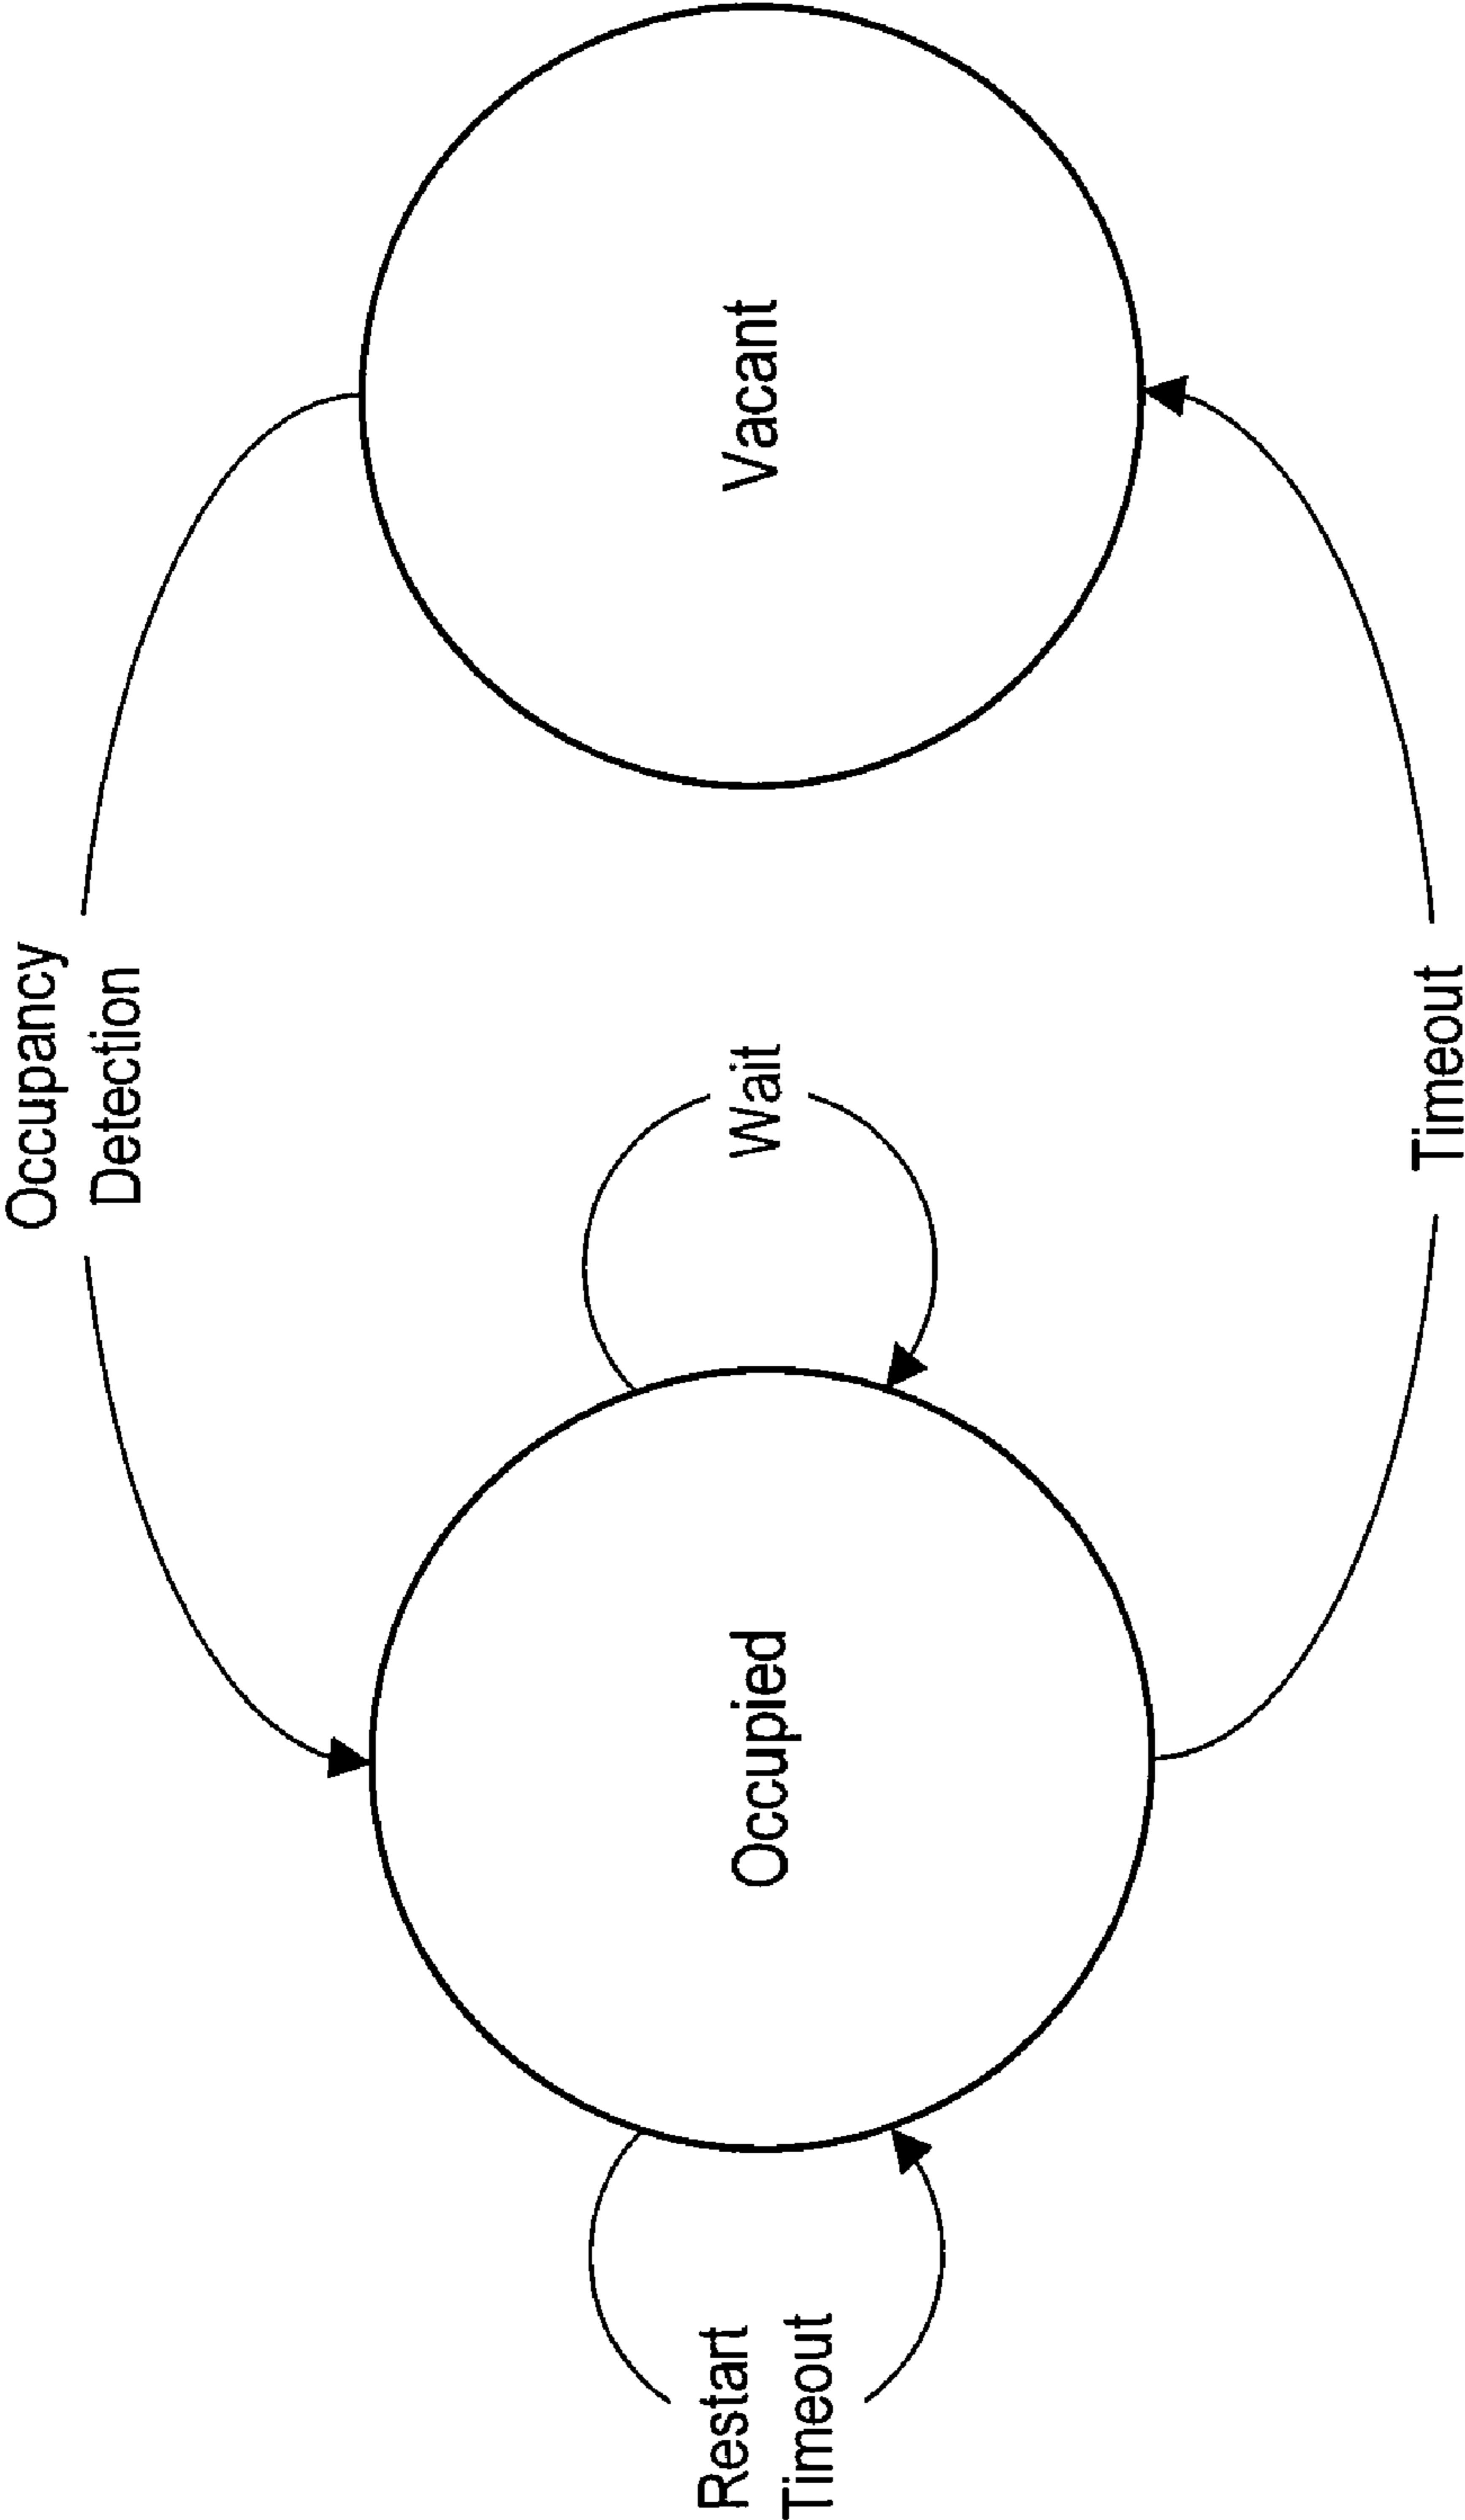 Occupancy
Detection
Restart
Timeout
Occupied
Wait
Vacant
Timeout